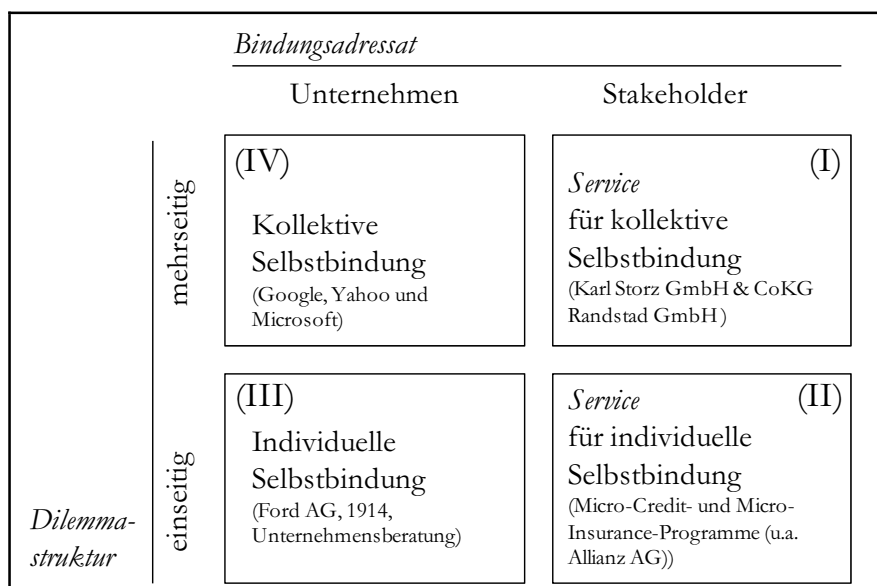 Bindungsadressat
Unternehmen
Stakeholder
mehrseitig
(IV)
Kollektive
Selbstbindung
(Google, Yahoo und
Microsoft)
(I)
Service
für kollektive
Selbstbindung
(Karl Storz GmbH & CoKG
Randstad GmbH )
einseitig
(III)
Individuelle
Selbstbindung
(Ford AG, 1914,
Unternehmensberatung)
(II)
Service
für individuelle
Selbstbindung
(Micro-Credit- und Micro-
Insurance-Programme (u.a.
Allianz AG))
Dilemma-
struktur